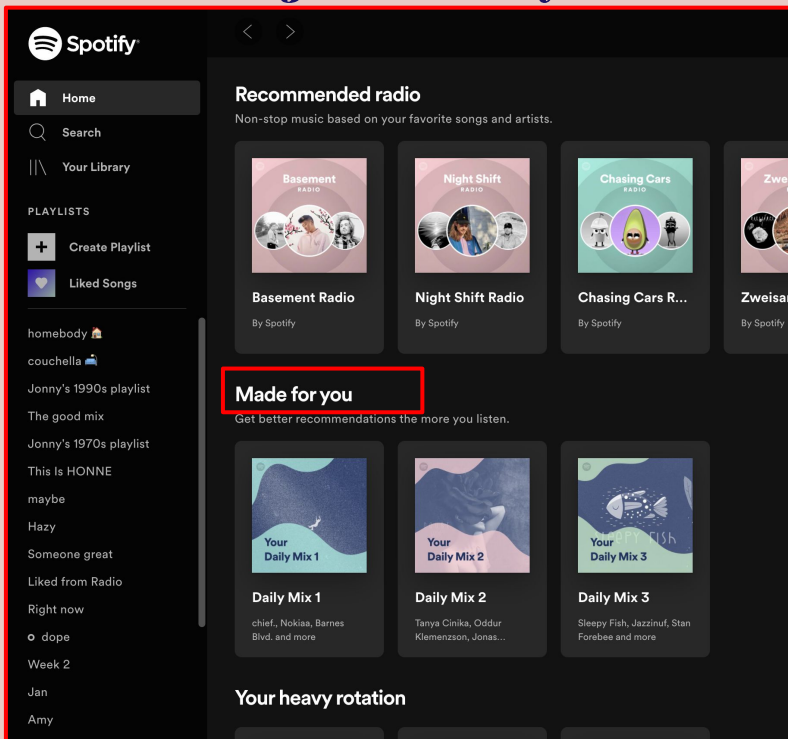 Spotify
Home
Search
Your Library
PLAYLISTS
Create Playlist
Liked Songs
homebody
couchella
Jonny's 1990s playlist
The good mix
Jonny's 1970s playlist
This Is HONNE
maybe
Hazy
Someone great
Liked from Radio
Right now
dope
Week 2
Jan
Amy
Recommended radio
Non-stop music based on your favorite songs and artists.
Basement
RADIO
Basement Radio
By Spotify
Night Shift
RADIO
Night Shift Radio
By Spotify
Chasing Cars
RADIO
Chasing Cars R...
By Spotify
Zwe
Zweisa
By Spotify
Made for you
Get better recommendations the more you listen.
Your
Daily Mix 1
Daily Mix 1
chief., Nokiaa, Barnes
Blvd. and more
Your
Daily Mix 2
Daily Mix 2
Tanya Cinika, Oddur
Klemenzson, Jonas...
Your
Daily Mix 3
Daily Mix 3
Sleepy Fish, Jazzinuf, Stan
Forebee and more
Your heavy rotation